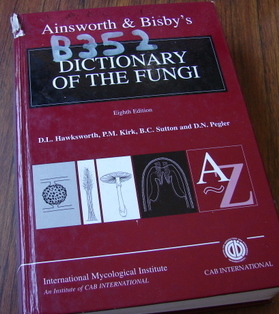 Ainsworth & Bisby's
B352
DICTIONARY
OF THE FUNGI
Eighth Edition
D.L. Hawksworth, P.M. Kirk, B.C. Sutton and D.N. Pegler
A~Z
International Mycological Institute
An Institute of CAB INTERNATIONAL
CAB INTERNATIONAL